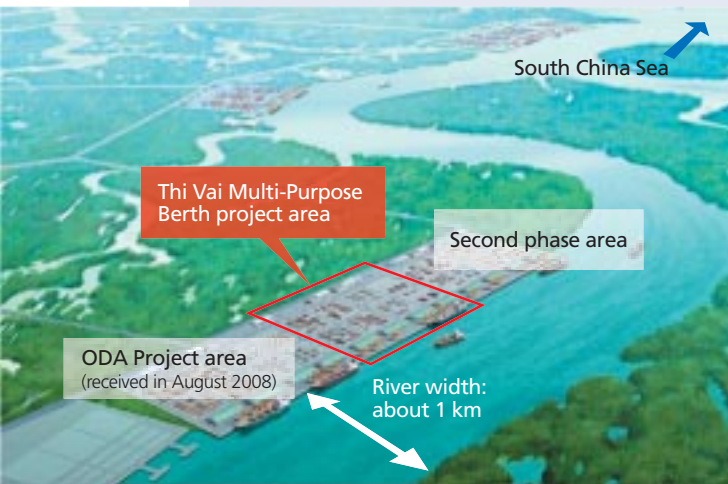 South China Sea
Thi Vai Multi-Purpose
Berth project area
Second phase area
ODA Project area
(received in August 2008)
River width:
about 1 km